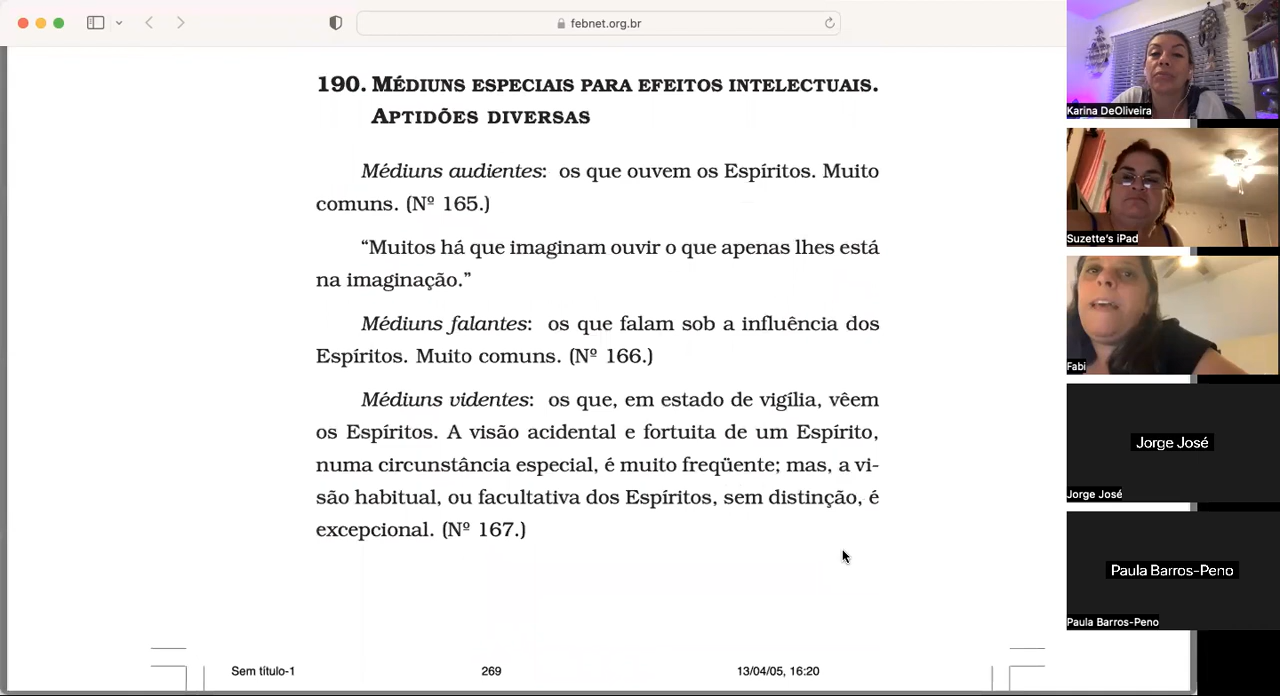 febnet.org.br
190. MÉDIUNS ESPECIAIS PARA EFEITOS INTELECTUAIS.
APTIDÕES DIVERSAS
Médiuns audientes: os que ouvem os Espíritos. Muito
comuns. (Nº 165.)
“Muitos há que imaginam ouvir o que apenas lhes está
na imaginação.”
Médiuns falantes: os que falam sob a influência dos
Espíritos. Muito comuns. (Nº 166.)
Médiuns videntes: os que, em estado de vigília, vêem
os Espíritos. A visão acidental e fortuita de um Espírito,
numa circunstância especial, é muito freqüente; mas, a vi-
são habitual, ou facultativa dos Espíritos, sem distinção, é
excepcional. (Nº 167.)
Sem título-1 269 13/04/05, 16:20
Karina DeOliveira
Suzette’s iPad
Fabi
Jorge José
Jorge José
Paula Barros-Peno
Paula Barros-Peno